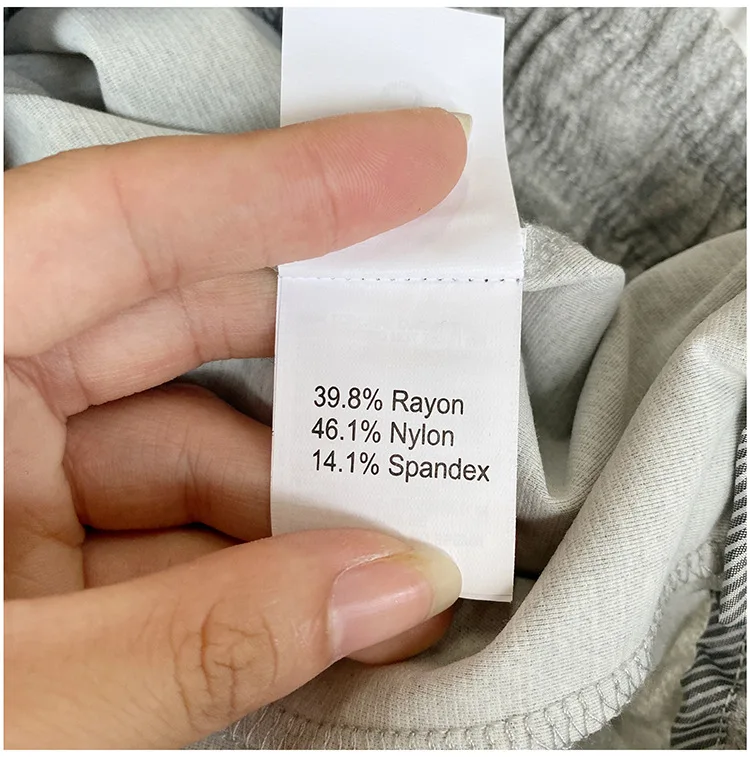 39.8% Rayon
46.1% Nylon
14.1% Spandex